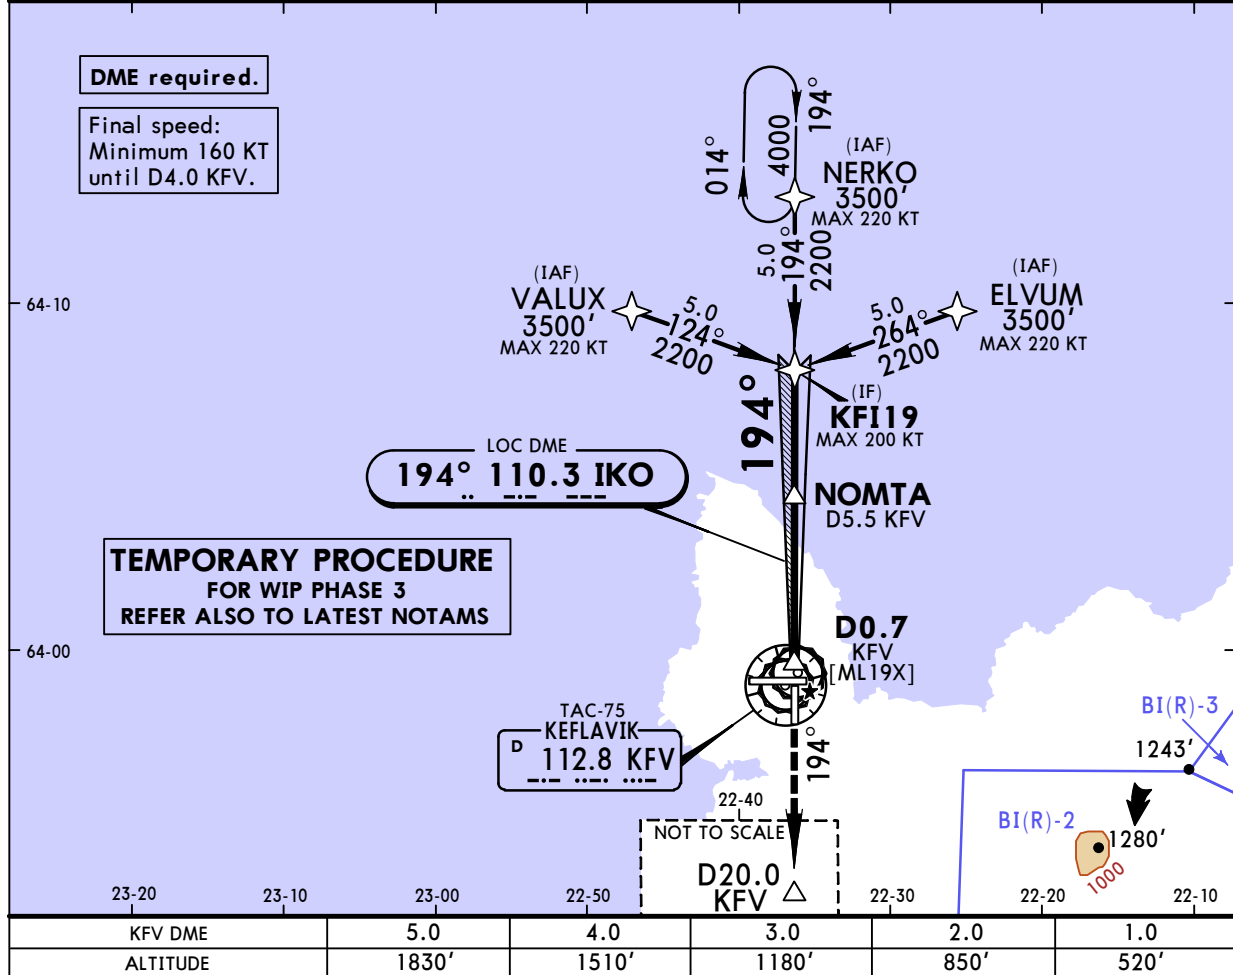 DME required.
Final speed:
Minimum 160 KT
until D4.0 KFV.
014°
4000
194°
(IAF)
NERKO
3500'
MAX 220 KT
5.0
194°
2200
(IAF)
VALUX
3500'
MAX 220 KT
5.0
124°
2200
(IAF)
ELVUM
3500'
MAX 220 KT
5.0
264°
2200
64-10
(IF)
KFI19
MAX 200 KT
194°
LOC DME
194° 110.3 IKO
NOMTA
D5.5 KFV
TEMPORARY PROCEDURE
FOR WIP PHASE 3
REFER ALSO TO LATEST NOTAMS
64-00
D0.7
KFV
[ML19X]
TAC-75
KEFLAVIK
D 112.8 KFV
194°
BI(R)-3
1243'
BI(R)-2
1280'
1000
22-40
NOT TO SCALE
D20.0
KFV
23-20 23-10 23-00 22-50 22-30 22-20 22-10
KFV DME 5.0 4.0 3.0 2.0 1.0
ALTITUDE 1830' 1510' 1180' 850' 520'